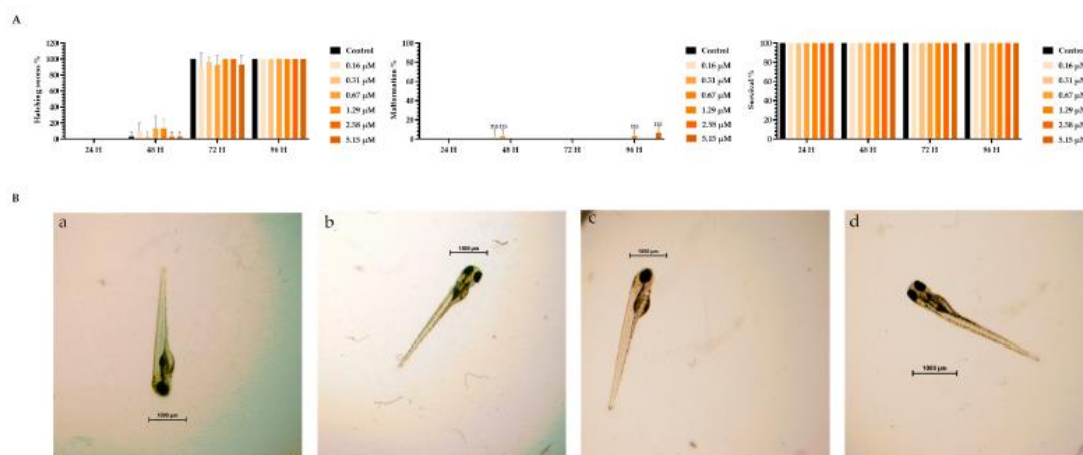 A
Hatching success %
120
100
80
60
40
20
0
24 H
48 H
72 H
96 H
Control
0.16 µM
0.31 µM
0.67 µM
1.29 µM
2.58 µM
5.15 µM
Malformation %
100
80
60
40
20
0
ns
ns
ns
ns
24 H
48 H
72 H
96 H
Control
0.16 µM
0.31 µM
0.67 µM
1.29 µM
2.58 µM
5.15 µM
Survival %
100
80
60
40
20
0
24 H
48 H
72 H
96 H
Control
0.16 µM
0.31 µM
0.67 µM
1.29 µM
2.58 µM
5.15 µM
B
a
1000 µm
b
1000 µm
c
1000 µm
d
1000 µm